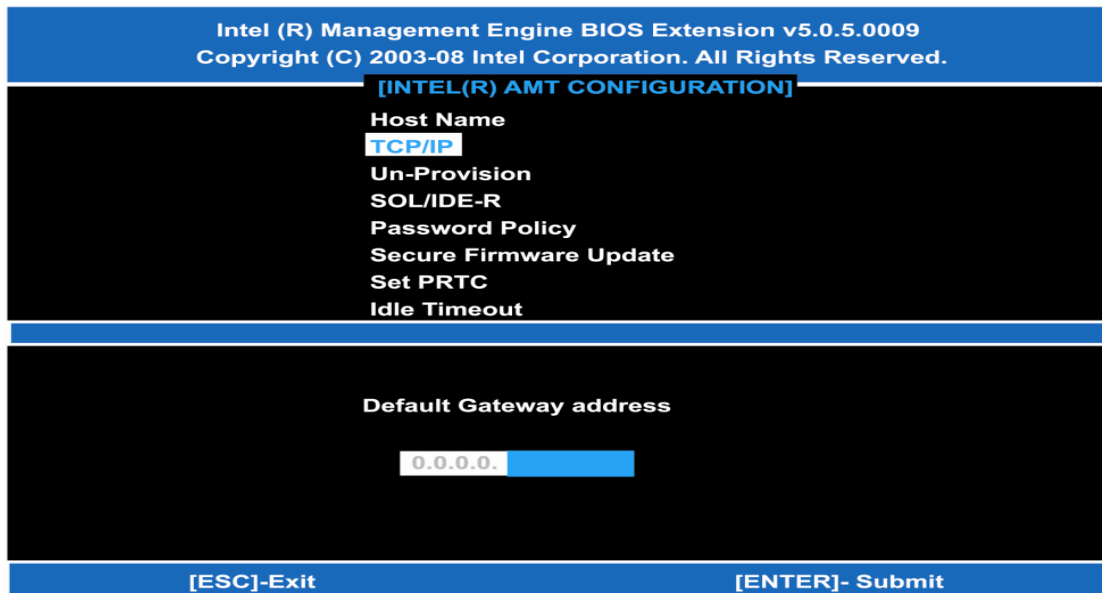 Intel (R) Management Engine BIOS Extension v5.0.5.0009
Copyright (C) 2003-08 Intel Corporation. All Rights Reserved.
[INTEL(R) AMT CONFIGURATION]
Host Name
TCP/IP
Un-Provision
SOL/IDE-R
Password Policy
Secure Firmware Update
Set PRTC
Idle Timeout
Default Gateway address
0.0.0.0.
[ESC]-Exit
[ENTER]- Submit